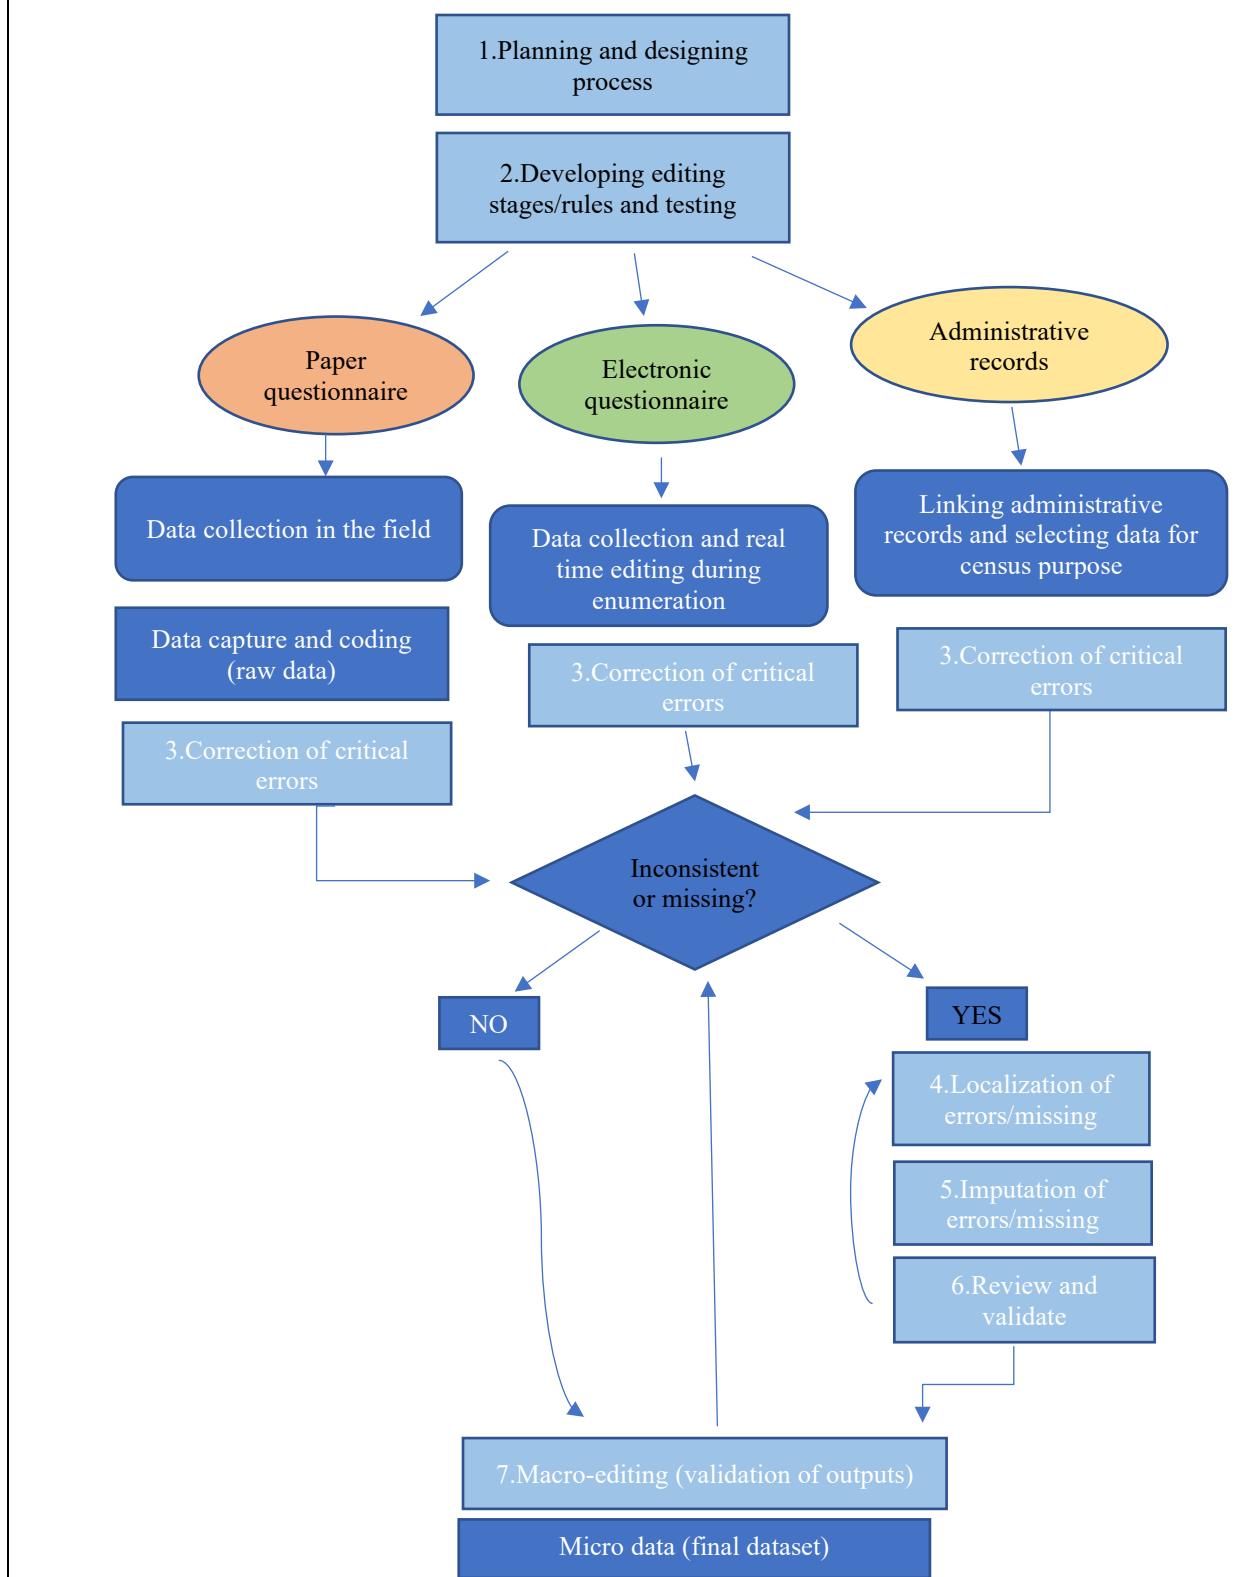 1.Planning and designing
process
2.Developing editing
stages/rules and testing
Paper
questionnaire
Electronic
questionnaire
Administrative
records
Data collection in the field
Data collection and real
time editing during
enumeration
Linking administrative
records and selecting data for
census purpose
Data capture and coding
(raw data)
3.Correction of critical
errors
3.Correction of critical
errors
3.Correction of critical
errors
Inconsistent
or missing?
NO
YES
4.Localization of
errors/missing
5.Imputation of
errors/missing
6.Review and
validate
7.Macro-editing (validation of outputs)
Micro data (final dataset)